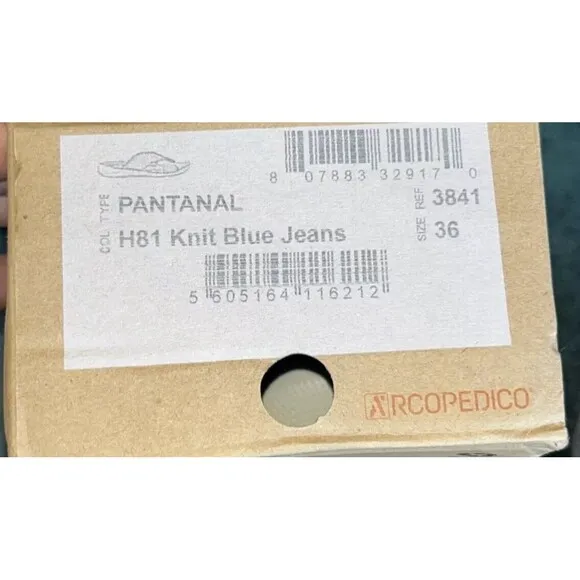 8 07883 32917 0
TYPE PANTANAL REF 3841
COL H81 Knit Blue Jeans SIZE 36
5 605164 116212
ARCOPEDICO